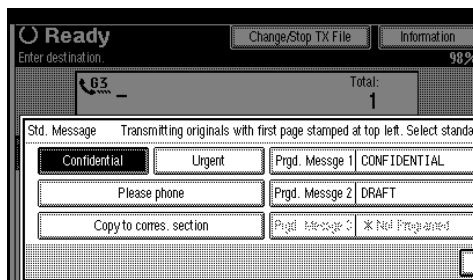 Ready
Change/Stop TX File
Information
Enter destination.
98%
G3
Total:
1
Std. Message Transmitting originals with first page stamped at top left. Select standa
Confidential
Urgent
Prgd. Messge 1 CONFIDENTIAL
Please phone
Prgd. Messge 2 DRAFT
Copy to corres. section
Prgd. Messge 3 * Not Programed